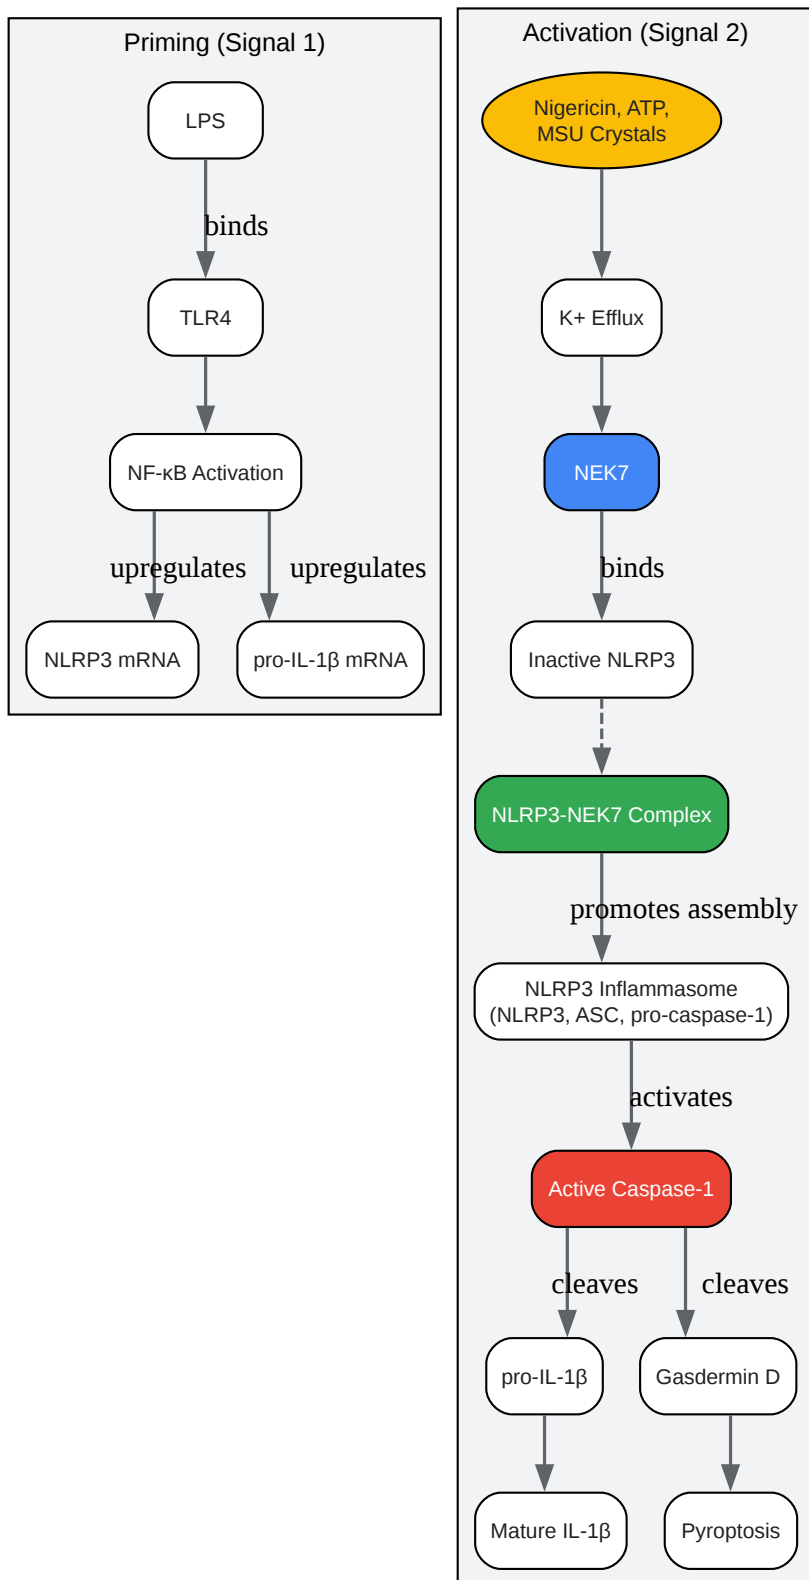 Priming (Signal 1)
LPS
binds
TLR4
NF-κB Activation
upregulates
upregulates
NLRP3 mRNA
pro-IL-1β mRNA
Activation (Signal 2)
Nigericin, ATP,
MSU Crystals
K+ Efflux
NEK7
binds
Inactive NLRP3
NLRP3-NEK7 Complex
promotes assembly
NLRP3 Inflammasome
(NLRP3, ASC, pro-caspase-1)
activates
Active Caspase-1
cleaves
cleaves
pro-IL-1β
Gasdermin D
Mature IL-1β
Pyroptosis